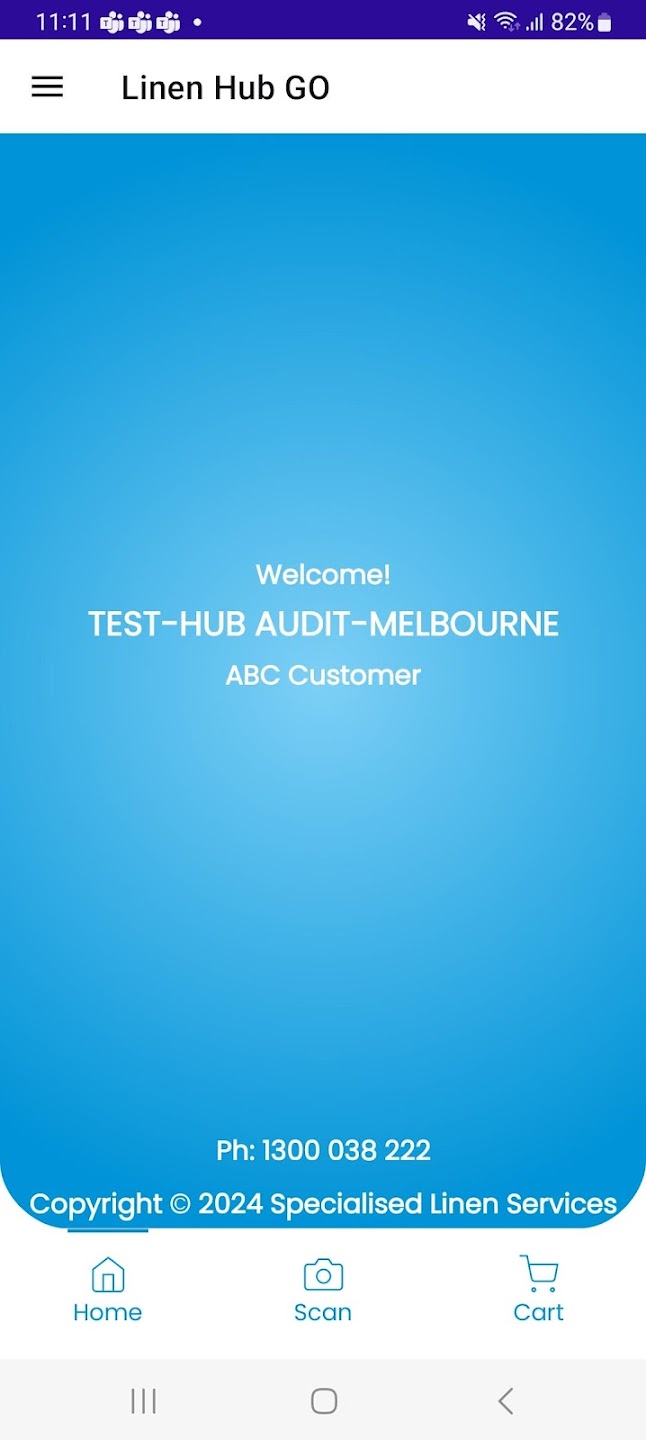 11:11 82%
Linen Hub GO
Welcome!
TEST-HUB AUDIT-MELBOURNE
ABC Customer
Ph: 1300 038 222
Copyright © 2024 Specialised Linen Services
Home Scan Cart